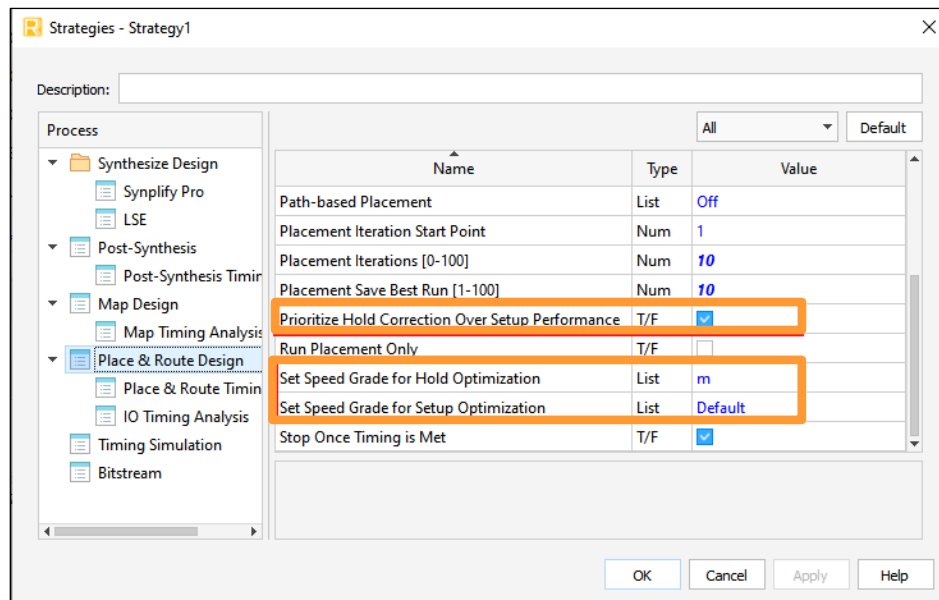 Strategies - Strategy1
Description:
Process
Synthesize Design
Synplify Pro
LSE
Post-Synthesis
Post-Synthesis Timir
Map Design
Map Timing Analysis
Place & Route Design
Place & Route Timin
IO Timing Analysis
Timing Simulation
Bitstream
All Default
Name Type Value
Path-based Placement List Off
Placement Iteration Start Point Num 1
Placement Iterations [0-100] Num 10
Placement Save Best Run [1-100] Num 10
Prioritize Hold Correction Over Setup Performance T/F
Run Placement Only T/F
Set Speed Grade for Hold Optimization List m
Set Speed Grade for Setup Optimization List Default
Stop Once Timing is Met T/F
OK Cancel Apply Help